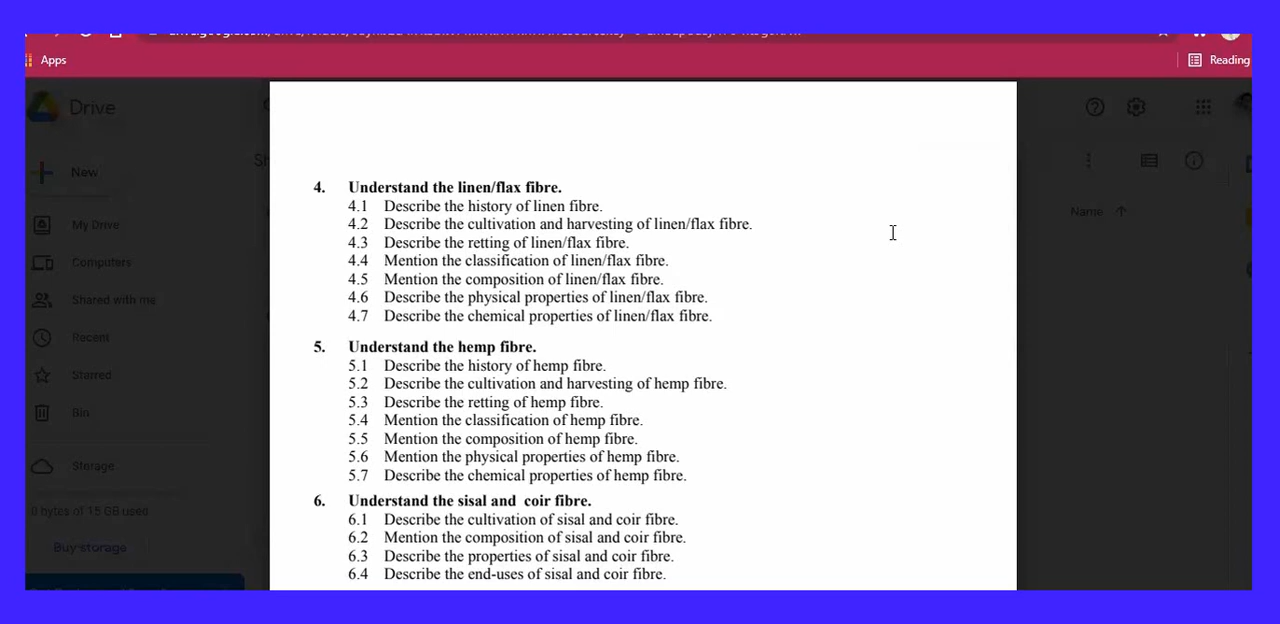 Apps
Reading
Drive
New
My Drive
Computers
Shared with me
Recent
Starred
Bin
Storage
0 bytes of 15 GB used
Buy storage
Name
4. Understand the linen/flax fibre.
4.1 Describe the history of linen fibre.
4.2 Describe the cultivation and harvesting of linen/flax fibre.
4.3 Describe the retting of linen/flax fibre.
4.4 Mention the classification of linen/flax fibre.
4.5 Mention the composition of linen/flax fibre.
4.6 Describe the physical properties of linen/flax fibre.
4.7 Describe the chemical properties of linen/flax fibre.
5. Understand the hemp fibre.
5.1 Describe the history of hemp fibre.
5.2 Describe the cultivation and harvesting of hemp fibre.
5.3 Describe the retting of hemp fibre.
5.4 Mention the classification of hemp fibre.
5.5 Mention the composition of hemp fibre.
5.6 Mention the physical properties of hemp fibre.
5.7 Describe the chemical properties of hemp fibre.
6. Understand the sisal and coir fibre.
6.1 Describe the cultivation of sisal and coir fibre.
6.2 Mention the composition of sisal and coir fibre.
6.3 Describe the properties of sisal and coir fibre.
6.4 Describe the end-uses of sisal and coir fibre.